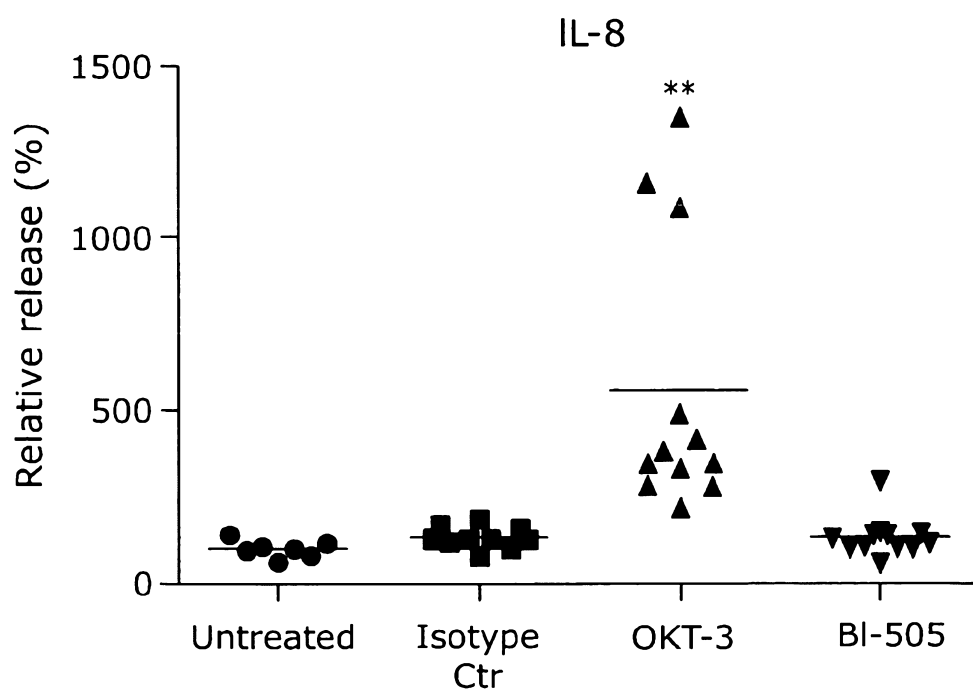 IL-8
1500
**
1000
500
0
Relative release (%)
Untreated
Isotype
Ctr
OKT-3
BI-505